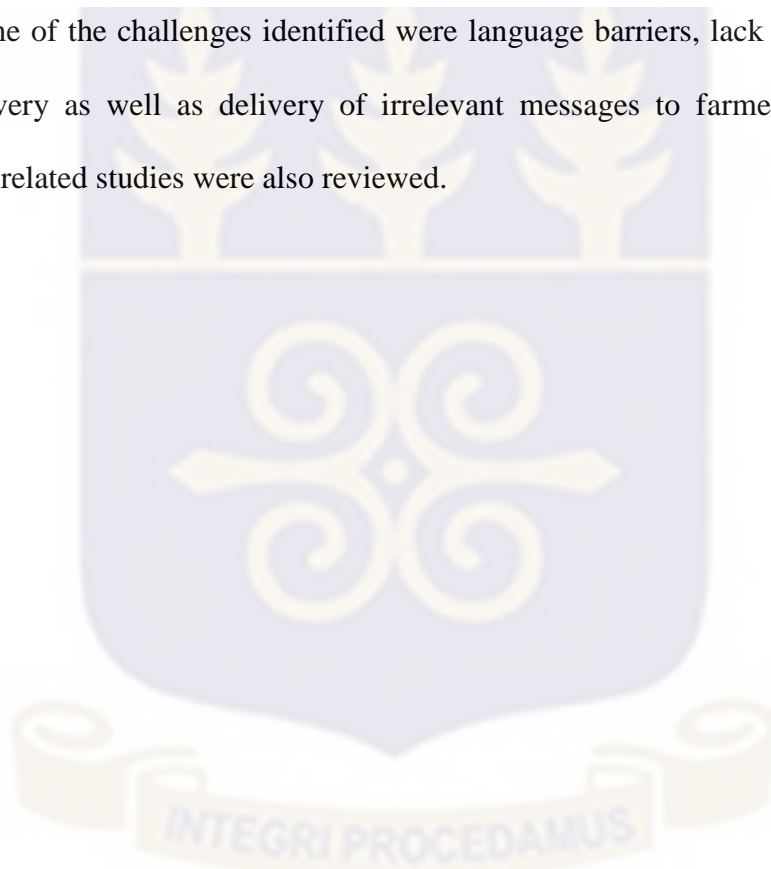 ne of the challenges identified were language barriers, lack
very as well as delivery of irrelevant messages to farme
related studies were also reviewed.
INTEGRI PROCEDAMUS